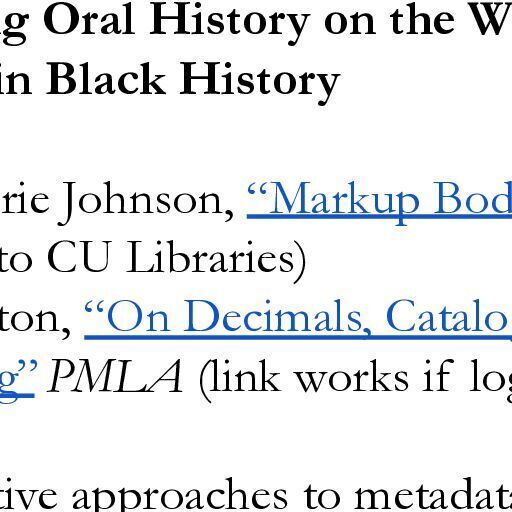 g Oral History on the W
in Black History
rie Johnson, “Markup Bod
to CU Libraries)
ton, “On Decimals, Catalo
g” PMLA (link works if log
tive approaches to metadata